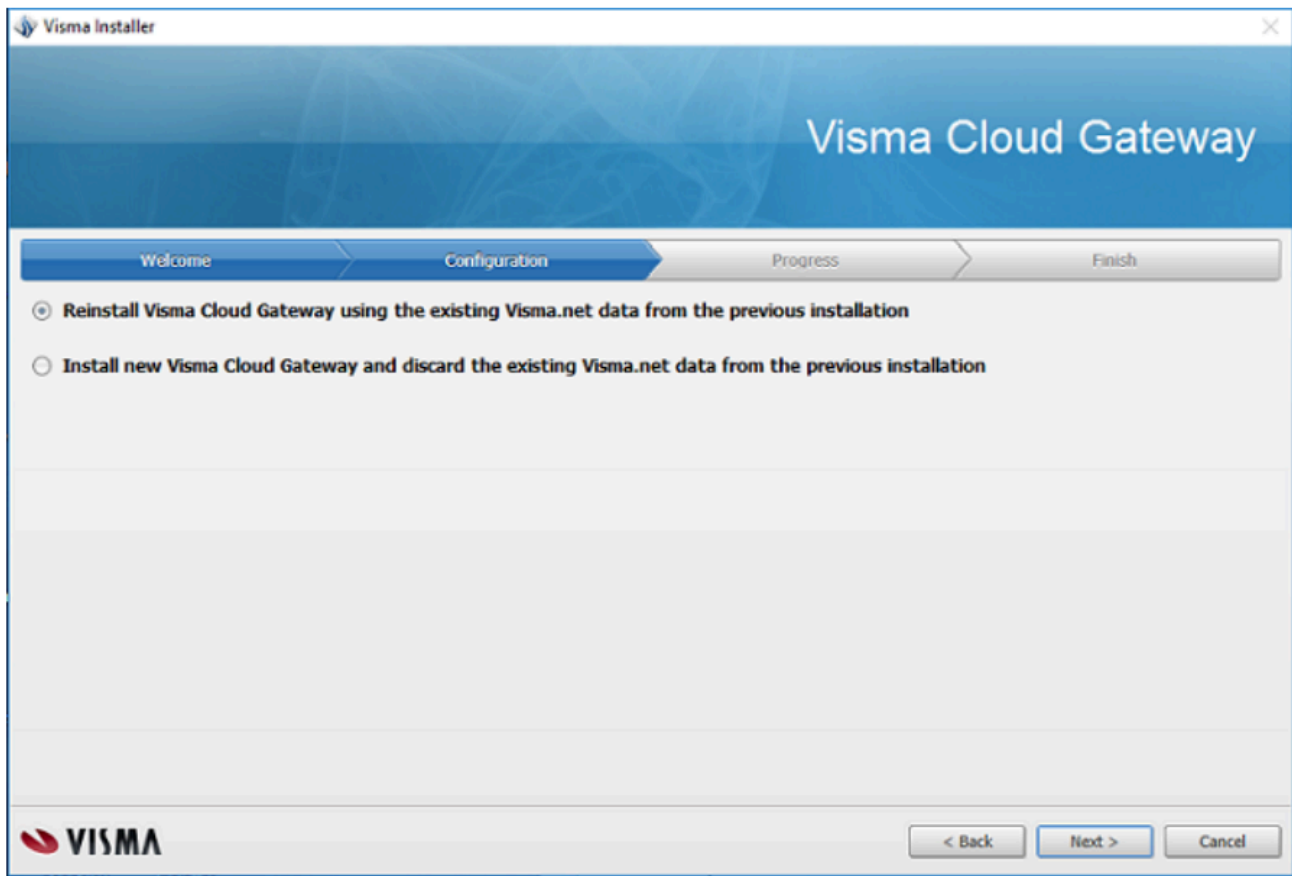 Visma Installer
Visma Cloud Gateway
Welcome
Configuration
Progress
Finish
Reinstall Visma Cloud Gateway using the existing Visma.net data from the previous installation
Install new Visma Cloud Gateway and discard the existing Visma.net data from the previous installation
VISMA
< Back
Next >
Cancel